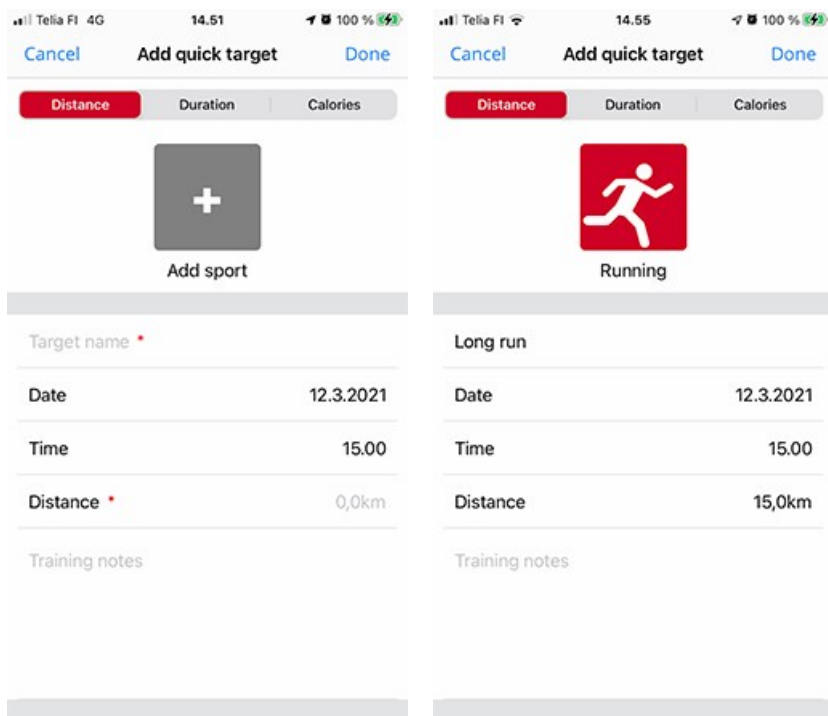 Telia FI 4G 14.51 100 %
Cancel Add quick target Done
Distance Duration Calories
+
Add sport
Target name *
Date 12.3.2021
Time 15.00
Distance * 0,0km
Training notes
Telia FI 14.55 100 %
Cancel Add quick target Done
Distance Duration Calories
Running
Long run
Date 12.3.2021
Time 15.00
Distance 15,0km
Training notes